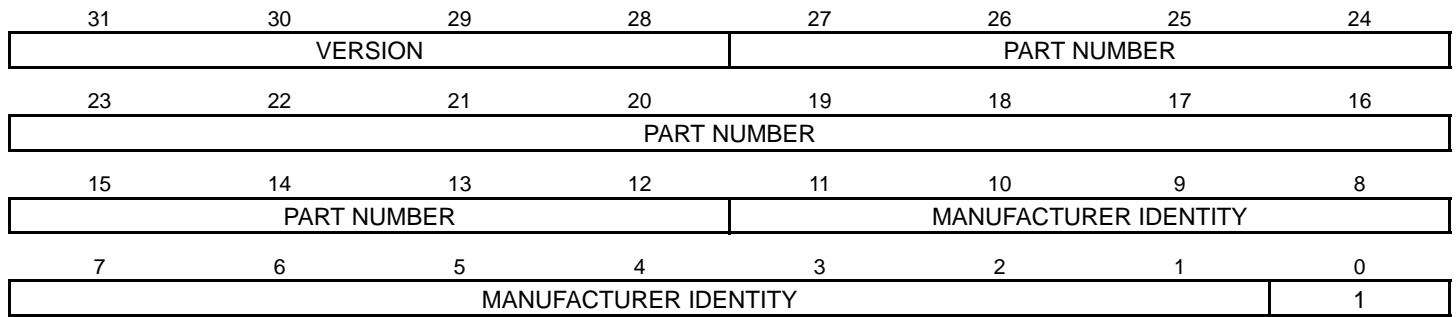 31 30 29 28 27 26 25 24
VERSION PART NUMBER
23 22 21 20 19 18 17 16
PART NUMBER
15 14 13 12 11 10 9 8
PART NUMBER MANUFACTURER IDENTITY
7 6 5 4 3 2 1 0
MANUFACTURER IDENTITY 1